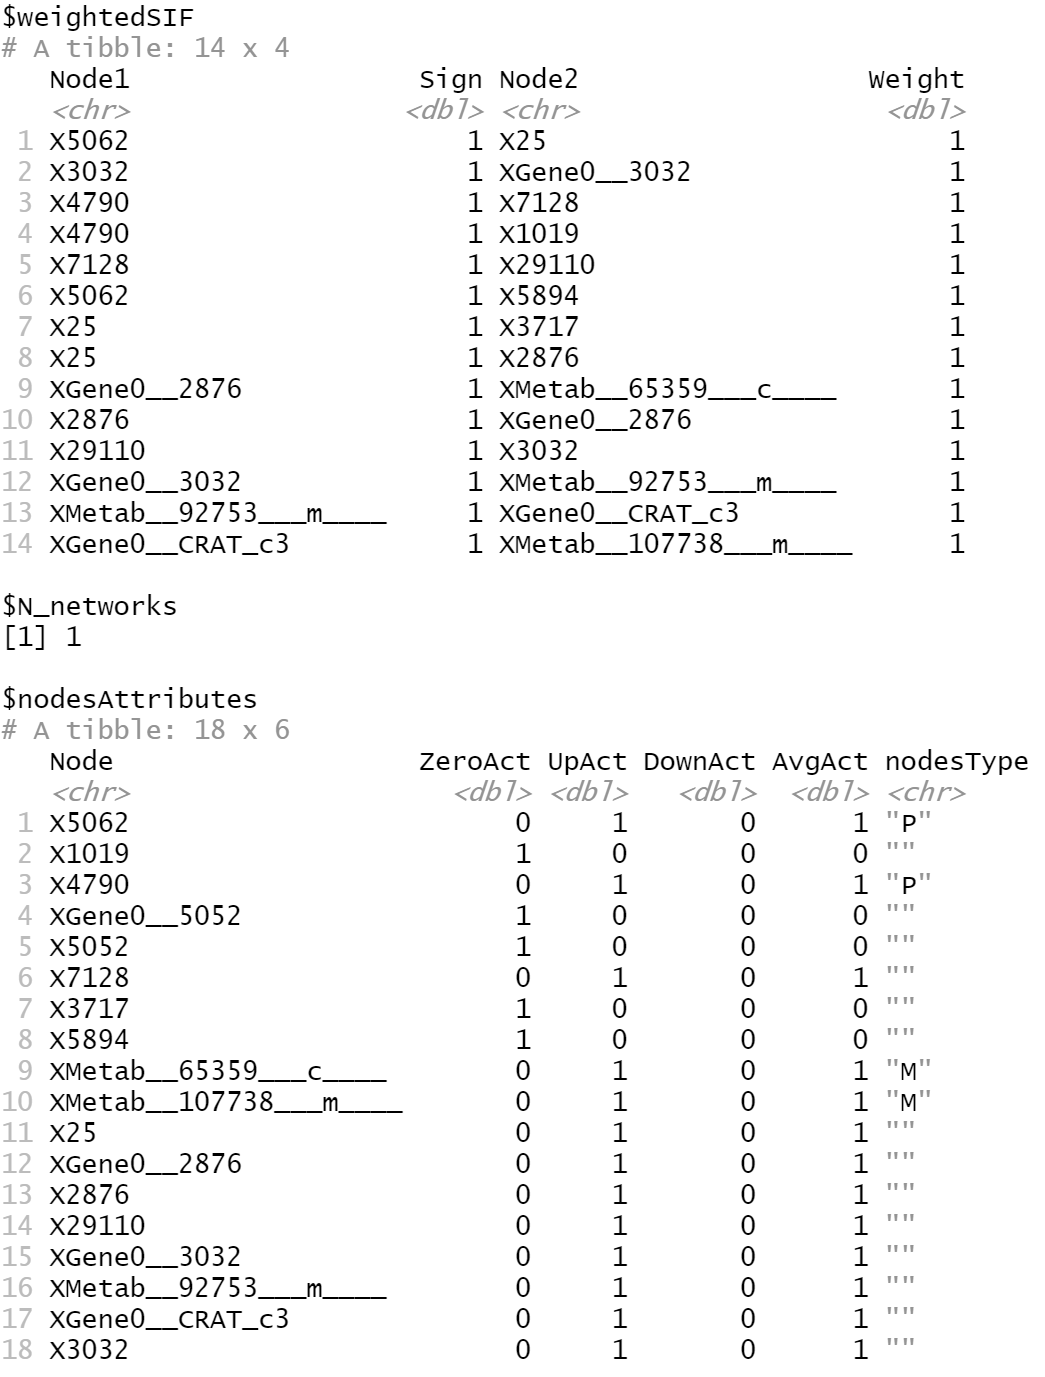 $weightedSIF
# A tibble: 14 x 4
   Node1                  Sign Node2                  Weight
   <chr>                 <dbl> <chr>                   <dbl>
 1 X5062                     1 X25                         1
 2 X3032                     1 XGene0__3032                1
 3 X4790                     1 X7128                       1
 4 X4790                     1 X1019                       1
 5 X7128                     1 X29110                      1
 6 X5062                     1 X5894                       1
 7 X25                       1 X3717                       1
 8 X25                       1 X2876                       1
 9 XGene0__2876              1 XMetab__65359___c____       1
10 X2876                     1 XGene0__2876                1
11 X29110                    1 X3032                       1
12 XGene0__3032              1 XMetab__92753___m____       1
13 XMetab__92753___m____     1 XGene0__CRAT_c3             1
14 XGene0__CRAT_c3           1 XMetab__107738___m____      1

$N_networks
[1] 1

$nodesAttributes
# A tibble: 18 x 6
   Node                   ZeroAct UpAct DownAct AvgAct nodesType
   <chr>                    <dbl> <dbl>   <dbl>  <dbl> <chr>
 1 X5062                        0     1       0      1 "P"
 2 X1019                        1     0       0      0 ""
 3 X4790                        0     1       0      1 "P"
 4 XGene0__5052                 1     0       0      0 ""
 5 X5052                        1     0       0      0 ""
 6 X7128                        0     1       0      1 ""
 7 X3717                        1     0       0      0 ""
 8 X5894                        1     0       0      0 ""
 9 XMetab__65359___c____        0     1       0      1 "M"
10 XMetab__107738___m____       0     1       0      1 "M"
11 X25                          0     1       0      1 ""
12 XGene0__2876                 0     1       0      1 ""
13 X2876                        0     1       0      1 ""
14 X29110                       0     1       0      1 ""
15 XGene0__3032                 0     1       0      1 ""
16 XMetab__92753___m____        0     1       0      1 ""
17 XGene0__CRAT_c3              0     1       0      1 ""
18 X3032                        0     1       0      1 ""